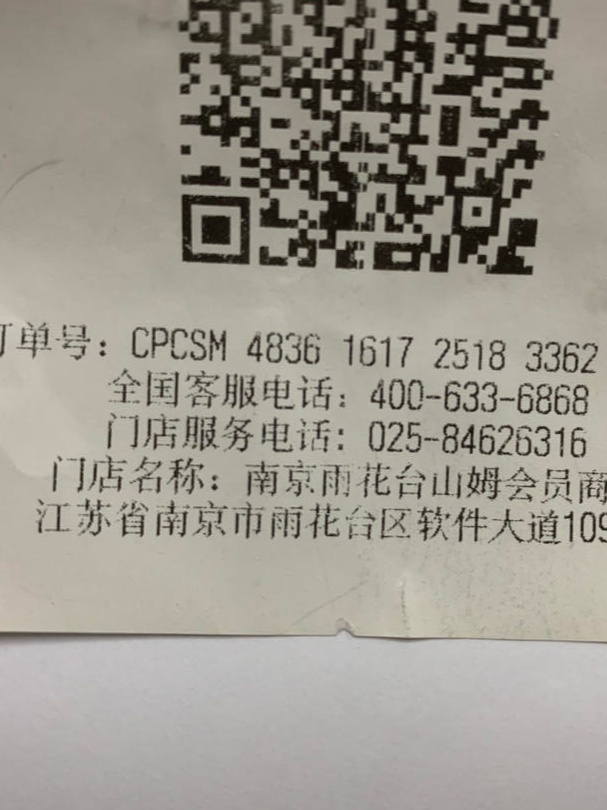 单号：CPCSM 4836 1617 2518 3362
全国客服电话：400-633-6868
门店服务电话：025-84626316
门店名称：南京雨花台山姆会员商
江苏省南京市雨花台区软件大道109